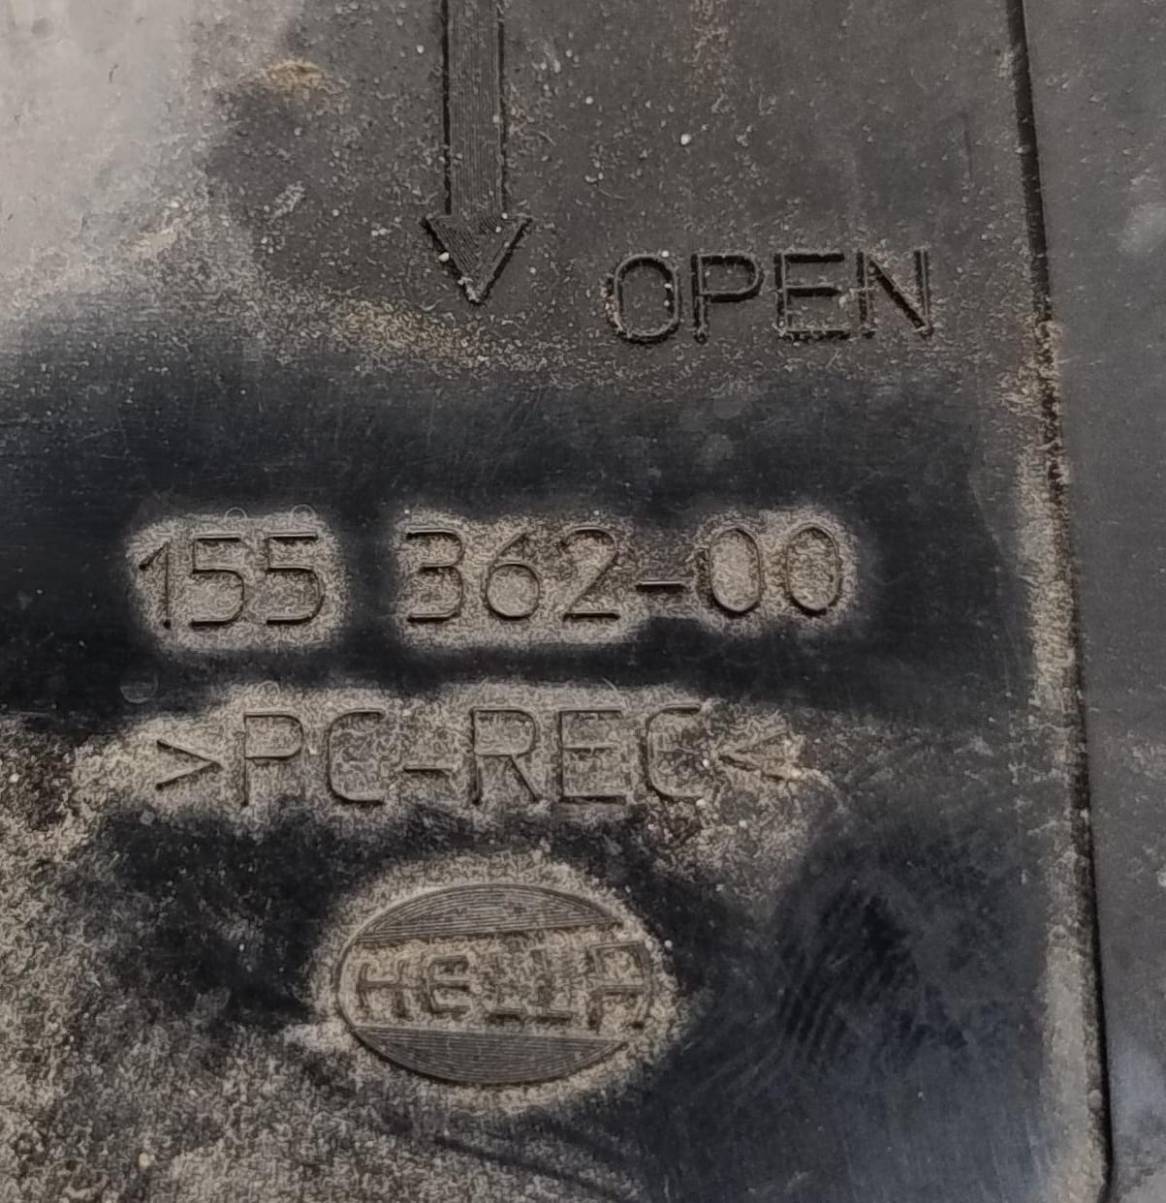 OPEN
155 362-00
>PC-REC<
HELLA